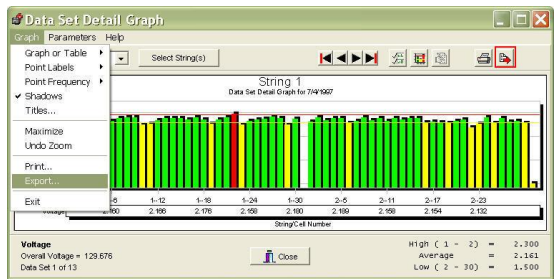 Data Set Detail Graph
Graph Parameters Help
Graph or Table
Point Labels
Point Frequency
Shadows
Titles...
Maximize
Undo Zoom
Print...
Export...
Exit
Select String(s)
String 1
Data Set Detail Graph for 7/4/1997
1--12 1--18 1--24 1--30 2--5 2--11 2--17 2--23
2.160 2.166 2.176 2.158 2.180 2.189 2.158 2.154 2.132
String/Cell Number
Voltage
Overall Voltage = 129.676
Data Set 1 of 13
Close
High ( 1 - 2) = 2.300
Average = 2.161
Low ( 2 - 30) = 1.500